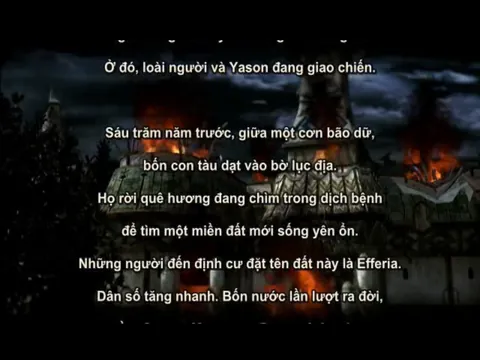 Ở đó, loài người và Yason đang giao chiến.
Sáu trăm năm trước, giữa một cơn bão dữ,
bốn con tàu dạt vào bờ lục địa.
Họ rời quê hương đang chìm trong dịch bệnh
để tìm một miền đất mới sống yên ổn.
Những người đến định cư đặt tên đất này là Efferia.
Dân số tăng nhanh. Bốn nước lần lượt ra đời,